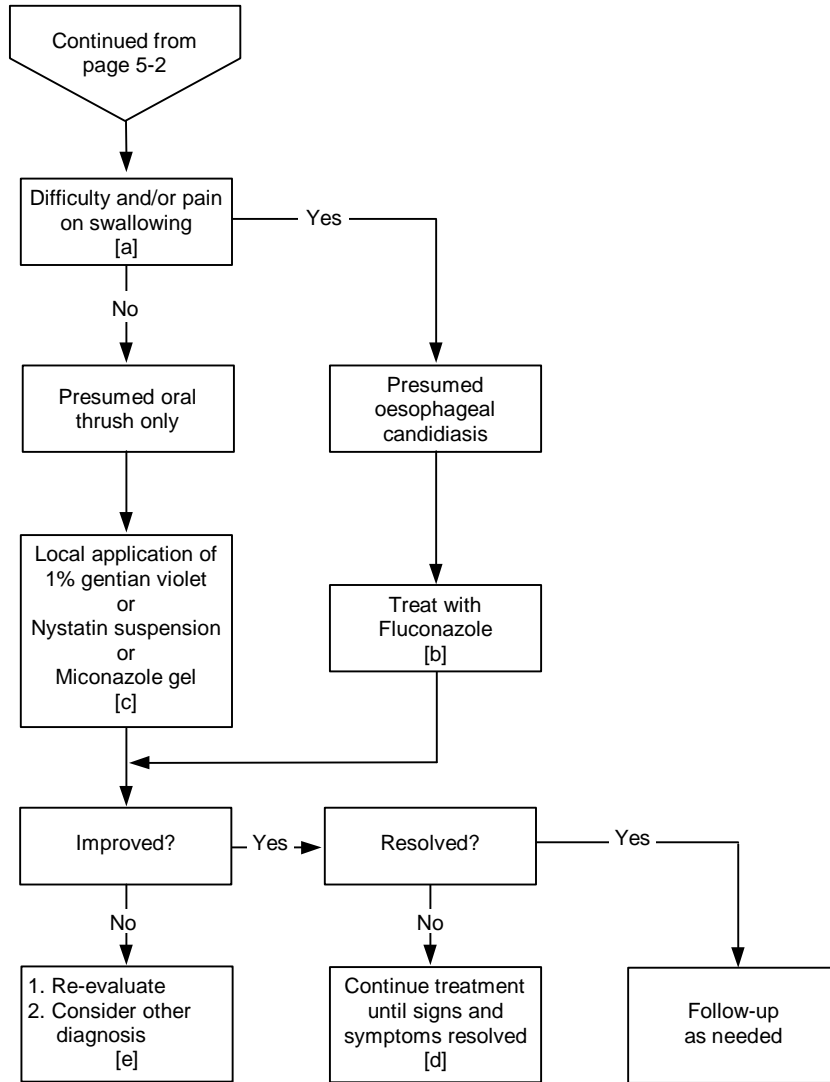 Continued from
page 5-2
Difficulty and/or pain
on swallowing
[a]
Yes
No
Presumed oral
thrush only
Presumed
oesophageal
candidiasis
Local application of
1% gentian violet
or
Nystatin suspension
or
Miconazole gel
[c]
Treat with
Fluconazole
[b]
Improved?
Yes
Resolved?
Yes
No
No
1. Re-evaluate
2. Consider other
diagnosis
[e]
Continue treatment
until signs and
symptoms resolved
[d]
Follow-up
as needed